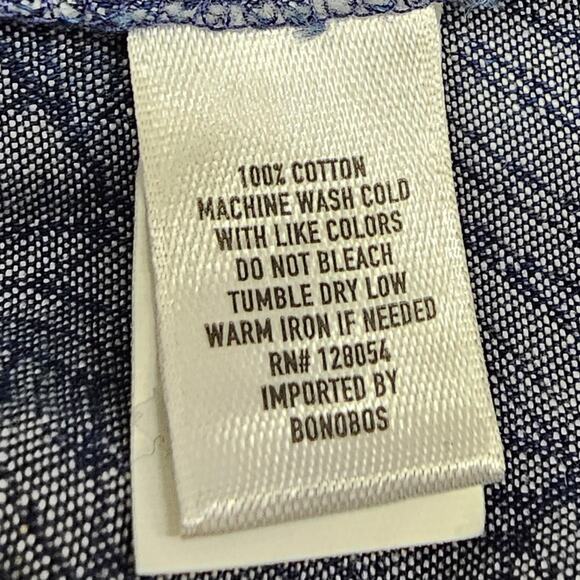 100% COTTON
MACHINE WASH COLD
WITH LIKE COLORS
DO NOT BLEACH
TUMBLE DRY LOW
WARM IRON IF NEEDED
RN# 128054
IMPORTED BY
BONOBOS